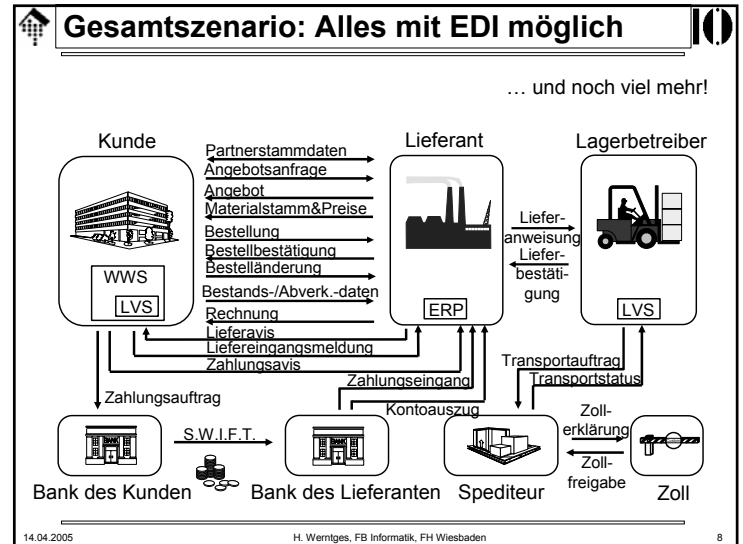 Gesamtszenario: Alles mit EDI möglich
… und noch viel mehr!
Kunde
Lieferant
Lagerbetreiber
Partnerstammdaten
Angebotsanfrage
Angebot
Materialstamm&Preise
Bestellung
Bestellbestätigung
Bestelländerung
Bestands-/Abverk.-daten
Rechnung
Lieferavis
Liefereingangsmeldung
Zahlungsavis
WWS
LVS
ERP
LVS
Liefer-
anweisung
Liefer-
bestäti-
gung
Zahlungseingang
Kontoauszug
Transportauftrag
Transportstatus
Zahlungsauftrag
S.W.I.F.T.
Zoll-
erklärung
Zoll-
freigabe
BANK
BANK
Bank des Kunden
Bank des Lieferanten
Spediteur
Zoll
14.04.2005
H. Werntges, FB Informatik, FH Wiesbaden
8